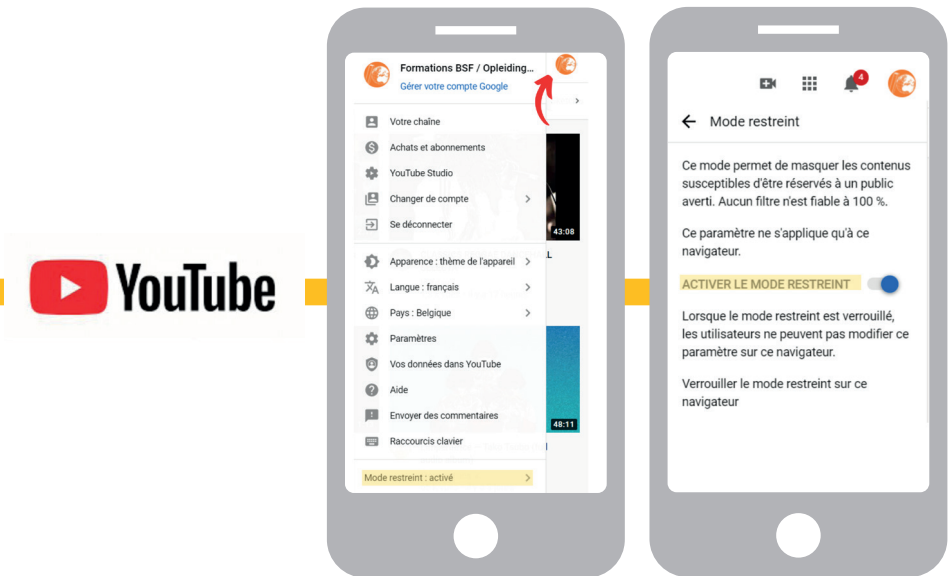 YouTube
Formations BSF / Opleiding...
Gérer votre compte Google
Votre chaîne
Achats et abonnements
YouTube Studio
Changer de compte
Se déconnecter
43:08
L
Apparence : thème de l'appareil
Langue : français
Pays : Belgique
Paramètres
Vos données dans YouTube
Aide
Envoyer des commentaires
48:11
Raccourcis clavier
Mode restreint : activé
4
Mode restreint
Ce mode permet de masquer les contenus
susceptibles d'être réservés à un public
averti. Aucun filtre n'est fiable à 100 %.
Ce paramètre ne s'applique qu'à ce
navigateur.
ACTIVER LE MODE RESTREINT
Lorsque le mode restreint est verrouillé,
les utilisateurs ne peuvent pas modifier ce
paramètre sur ce navigateur.
Verrouiller le mode restreint sur ce
navigateur